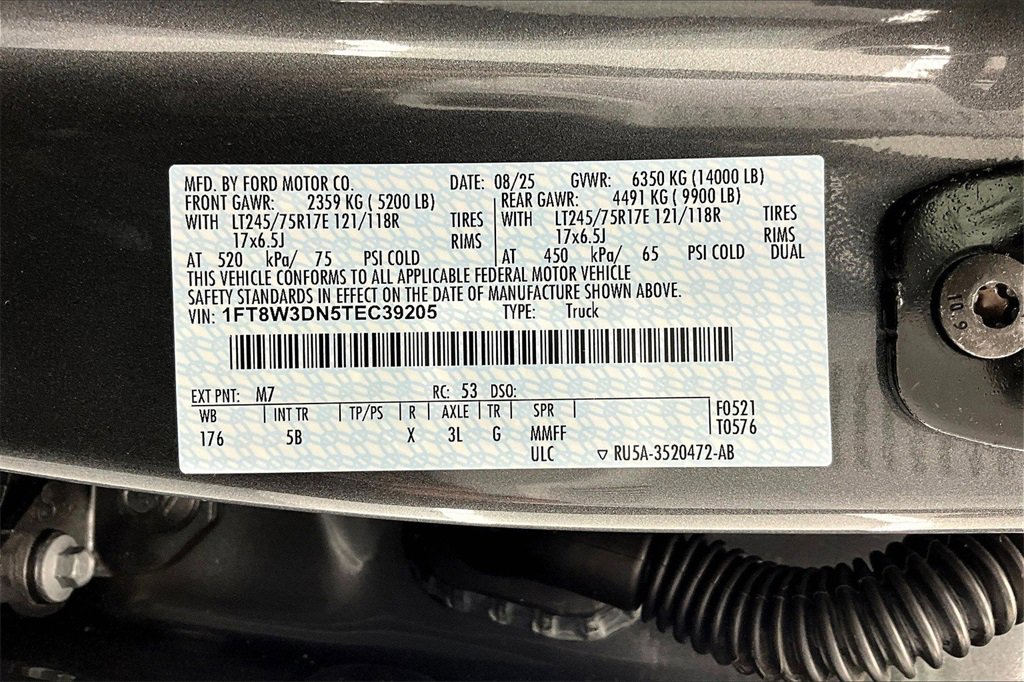 MFD. BY FORD MOTOR CO. DATE: 08/25 GVWR: 6350 KG (14000 LB)
FRONT GAWR: 2359 KG ( 5200 LB) REAR GAWR: 4491 KG ( 9900 LB)
WITH LT245/75R17E 121/118R TIRES WITH LT245/75R17E 121/118R TIRES
17x6.5J RIMS 17x6.5J RIMS
AT 520 kPa/ 75 PSI COLD AT 450 kPa/ 65 PSI COLD DUAL
THIS VEHICLE CONFORMS TO ALL APPLICABLE FEDERAL MOTOR VEHICLE
SAFETY STANDARDS IN EFFECT ON THE DATE OF MANUFACTURE SHOWN ABOVE.
VIN: 1FT8W3DN5TEC39205 TYPE: Truck
EXT PNT: M7 RC: 53 DSO:
WB INT TR TP/PS R AXLE TR SPR F0521
176 5B X 3L G MMFF T0576
ULC RU5A-3520472-AB
10.9